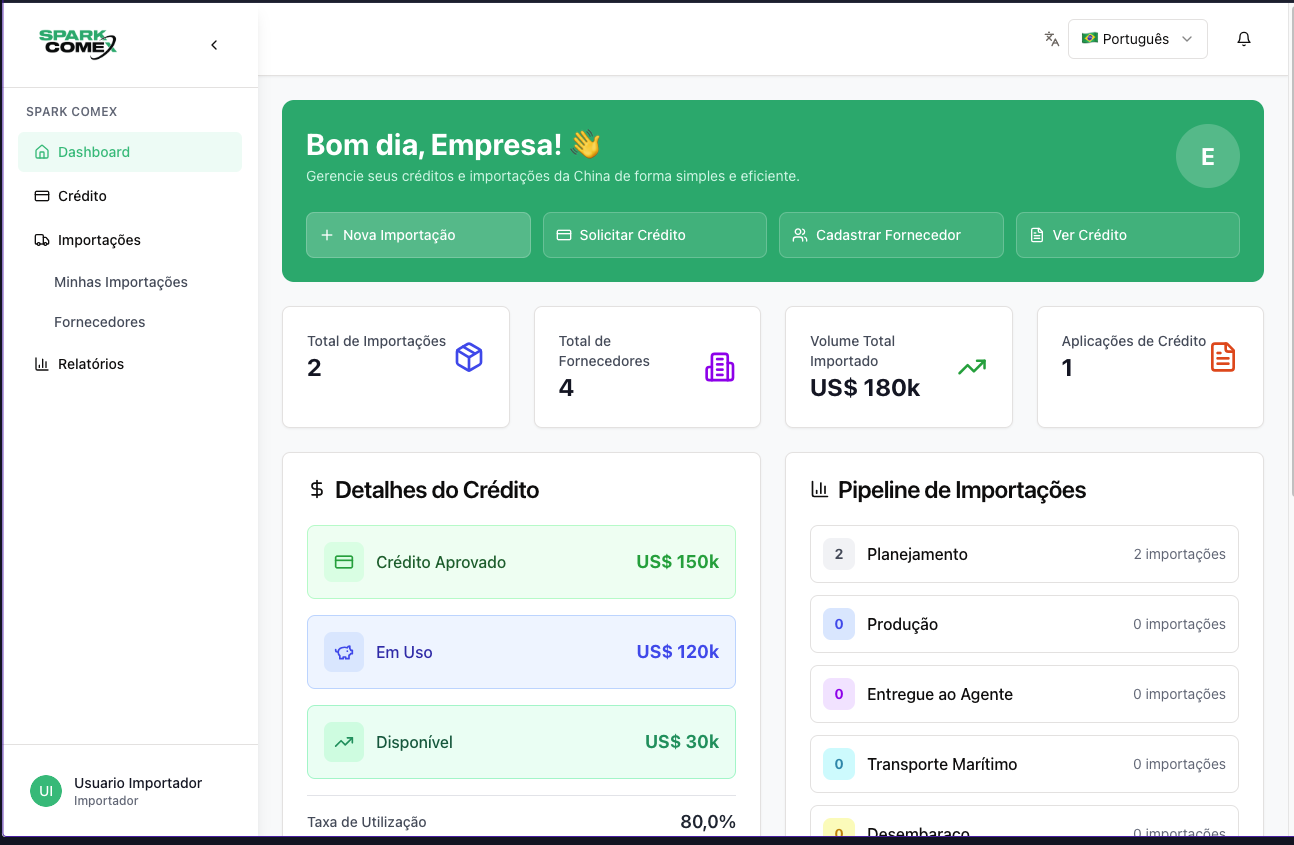 SPARK
COMEX
Português
SPARK COMEX
Dashboard
Crédito
Importações
Minhas Importações
Fornecedores
Relatórios
UI
Usuario Importador
Importador
Bom dia, Empresa! 👋
Gerencie seus créditos e importações da China de forma simples e eficiente.
E
Nova Importação
Solicitar Crédito
Cadastrar Fornecedor
Ver Crédito
Total de Importações
2
Total de
Fornecedores
4
Volume Total
Importado
US$ 180k
Aplicações de Crédito
1
Detalhes do Crédito
Crédito Aprovado US$ 150k
Em Uso US$ 120k
Disponível US$ 30k
Taxa de Utilização 80,0%
Pipeline de Importações
2 Planejamento 2 importações
0 Produção 0 importações
0 Entregue ao Agente 0 importações
0 Transporte Marítimo 0 importações
0 Desembaraço 0 importações